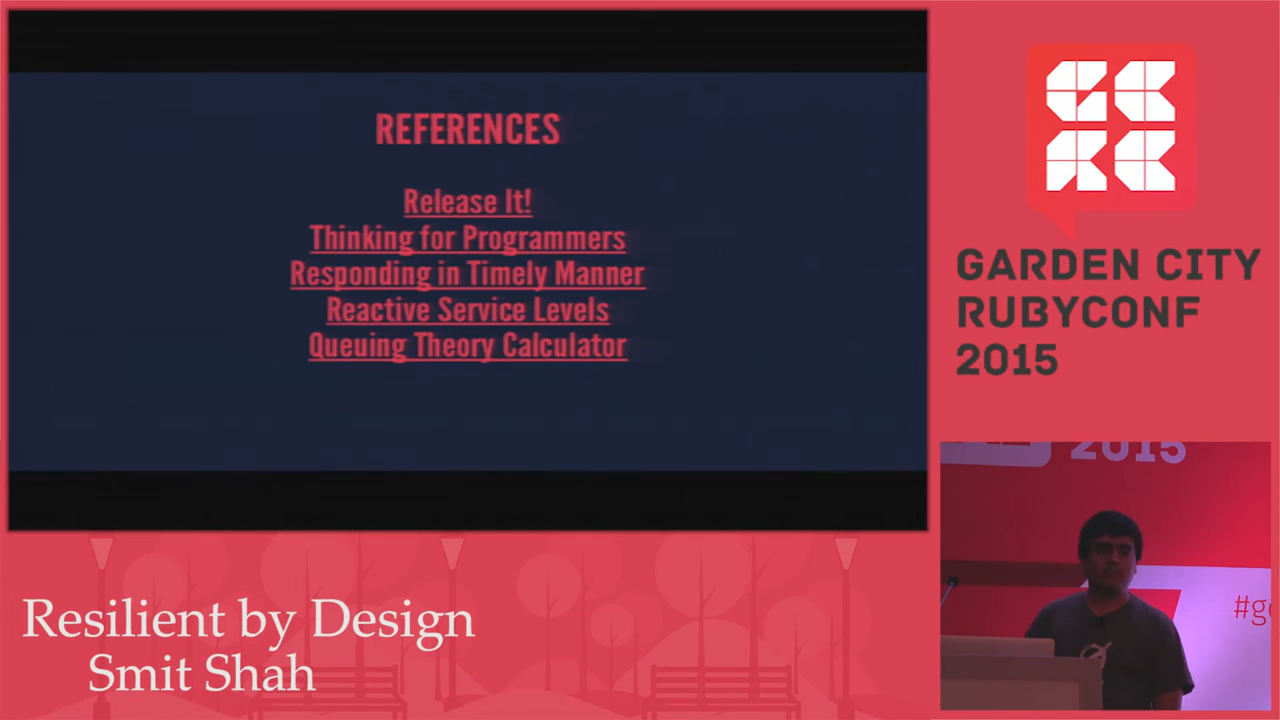 REFERENCES
Release It!
Thinking for Programmers
Responding in Timely Manner
Reactive Service Levels
Queuing Theory Calculator
GARDEN CITY
RUBYCONF
2015
2015
Resilient by Design
Smit Shah